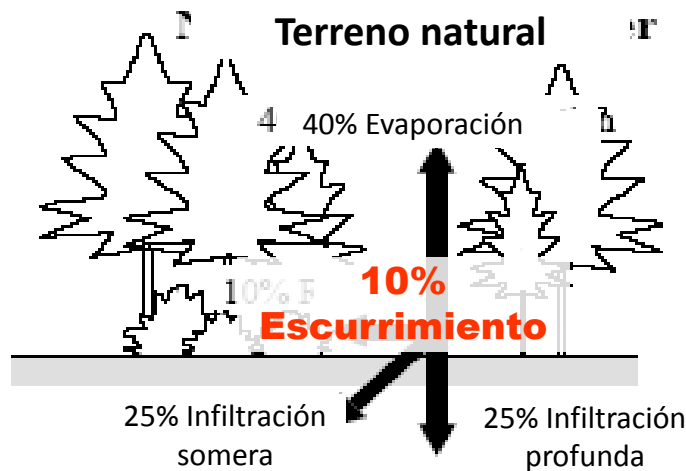 Terreno natural
40% Evaporación
10%
Escurrimiento
25% Infiltración
somera
25% Infiltración
profunda